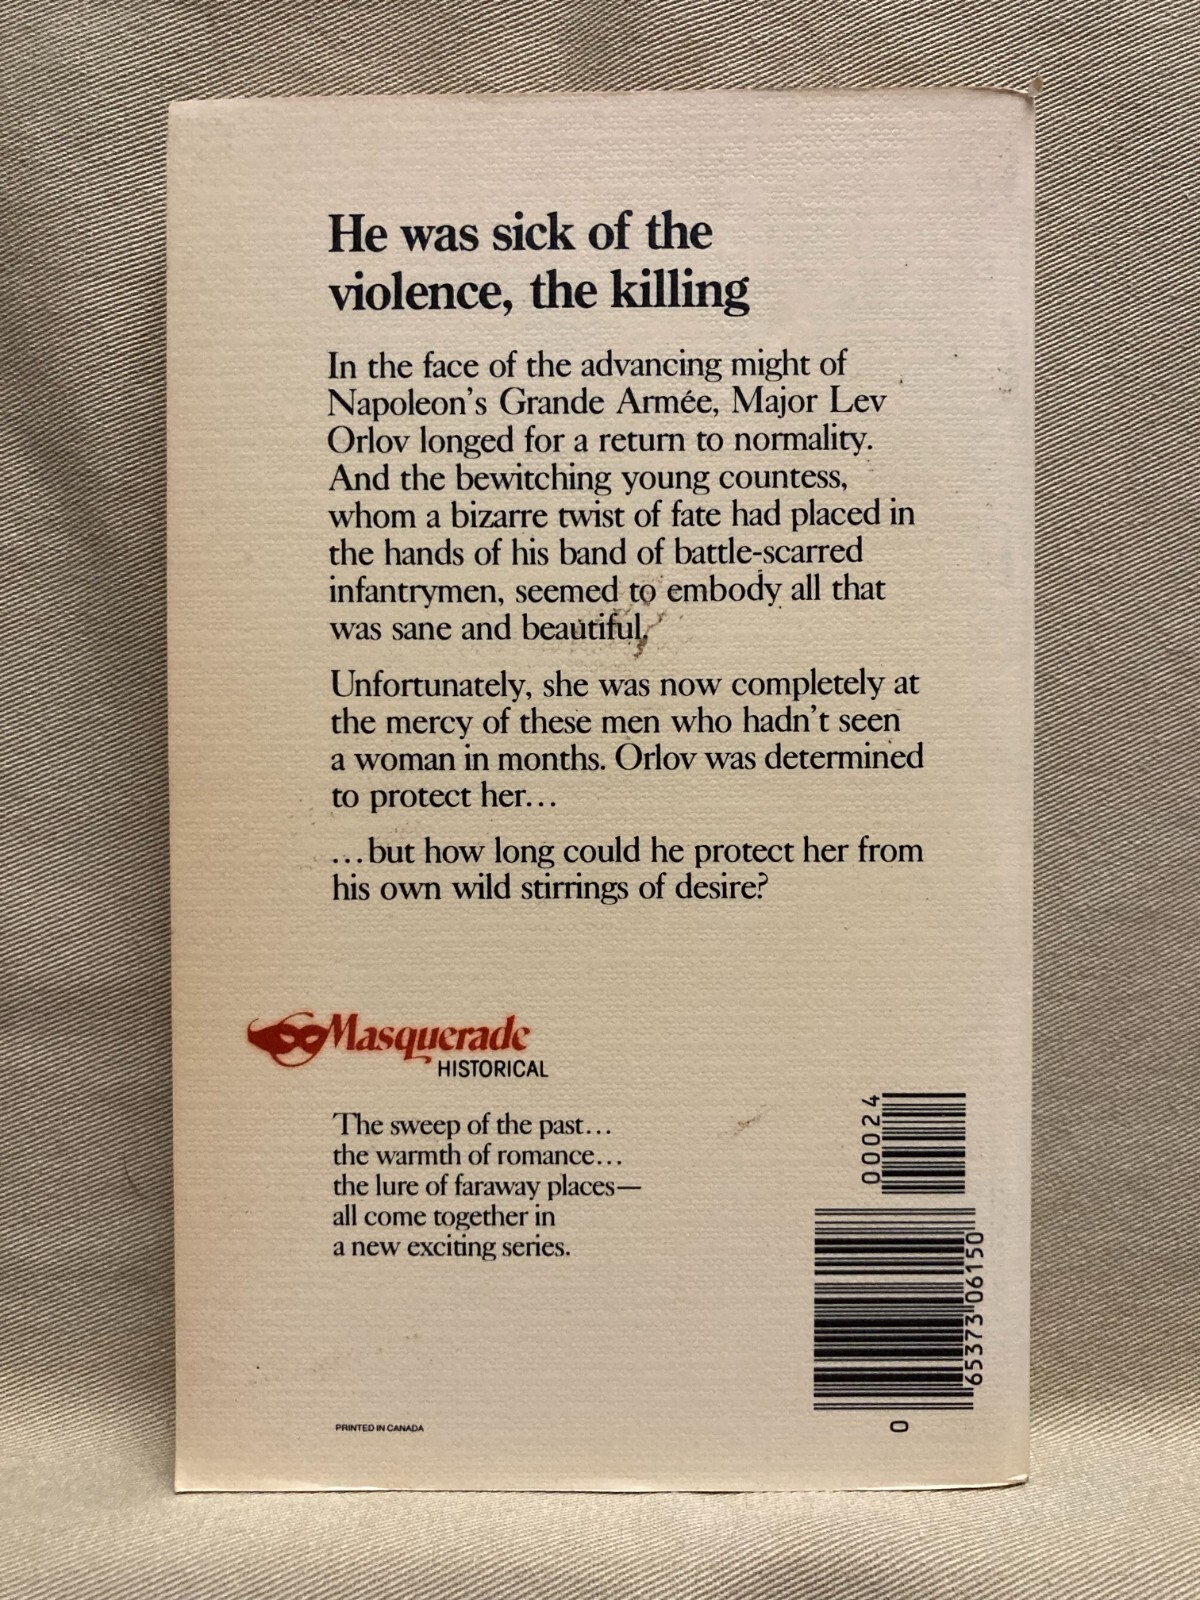 He was sick of the
violence, the killing
In the face of the advancing might of
Napoleon's Grande Armée, Major Lev
Orlov longed for a return to normality.
And the bewitching young countess,
whom a bizarre twist of fate had placed in
the hands of his band of battle-scarred
infantrymen, seemed to embody all that
was sane and beautiful.
Unfortunately, she was now completely at
the mercy of these men who hadn't seen
a woman in months. Orlov was determined
to protect her...
...but how long could he protect her from
his own wild stirrings of desire?
Masquerade
HISTORICAL
The sweep of the past...
the warmth of romance...
the lure of faraway places—
all come together in
a new exciting series.
00024
0 65373 06150
PRINTED IN CANADA